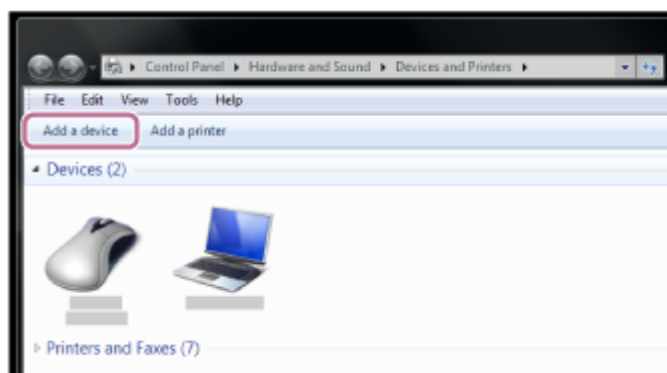 Control Panel Hardware and Sound Devices and Printers
File Edit View Tools Help
Add a device Add a printer
Devices (2)
Printers and Faxes (7)